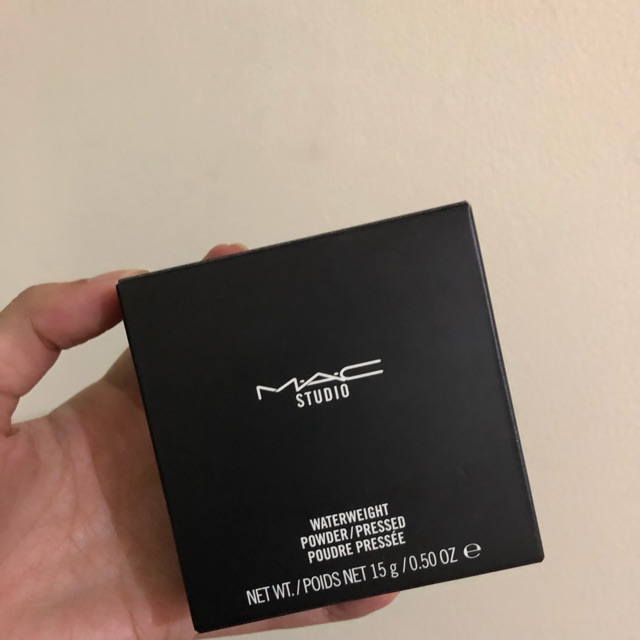 M·A·C
STUDIO
WATERWEIGHT
POWDER/PRESSED
POUDRE PRESSÉE
NET WT./POIDS NET 15 g/0.50 OZ ℮